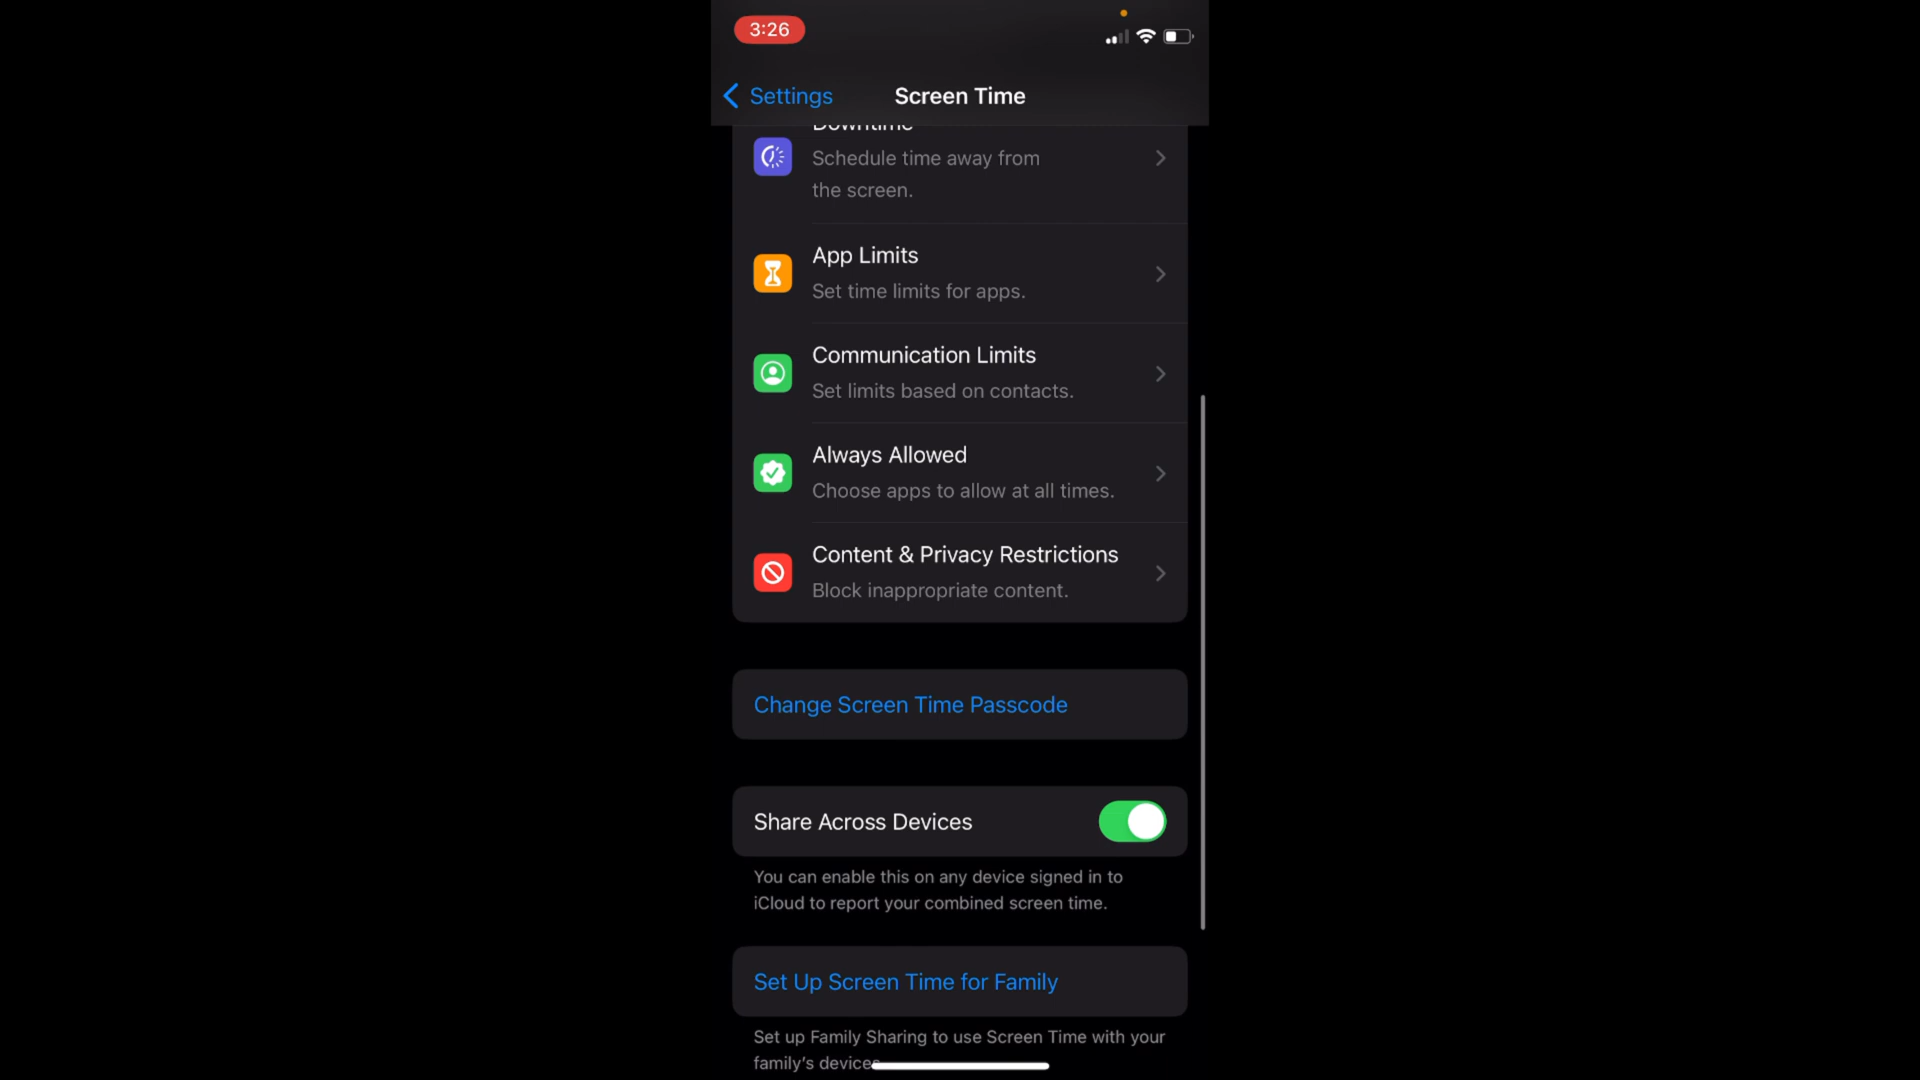 3:26
Settings
Screen Time
Downtime
Schedule time away from
the screen.
App Limits
Set time limits for apps.
Communication Limits
Set limits based on contacts.
Always Allowed
Choose apps to allow at all times.
Content & Privacy Restrictions
Block inappropriate content.
Change Screen Time Passcode
Share Across Devices
You can enable this on any device signed in to
iCloud to report your combined screen time.
Set Up Screen Time for Family
Set up Family Sharing to use Screen Time with your
family's devices